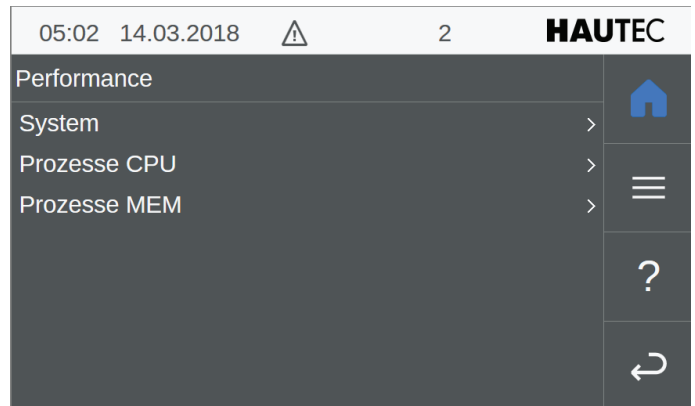 05:02 14.03.2018 2 HAUTEC
Performance
System
Prozesse CPU
Prozesse MEM
?